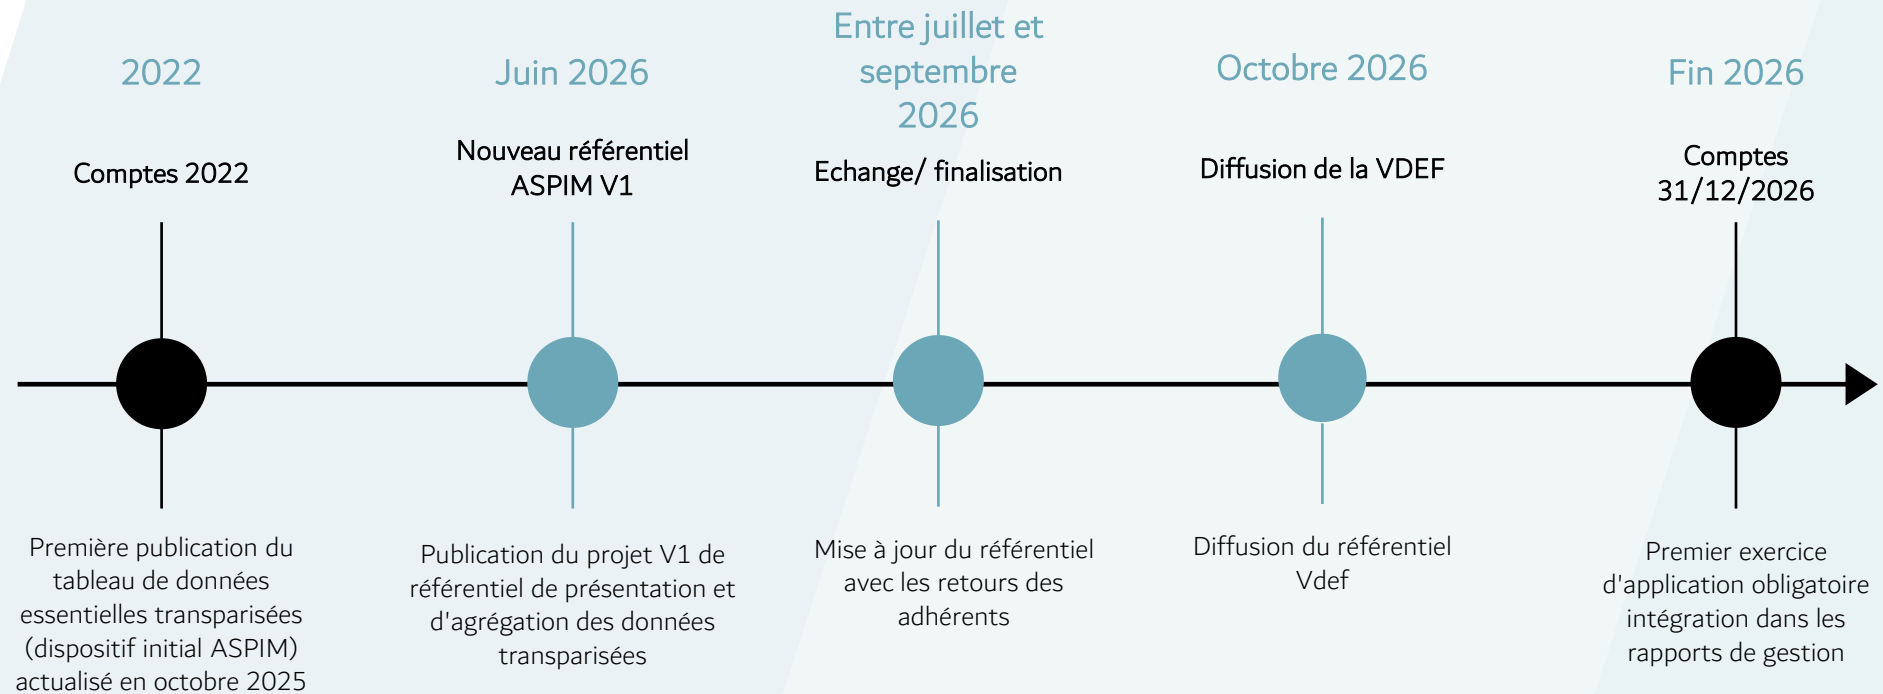 2022
Comptes 2022
Première publication du
tableau de données
essentielles transparisées
(dispositif initial ASPIM)
actualisé en octobre 2025
Juin 2026
Nouveau référentiel
ASPIM V1
Publication du projet V1 de
référentiel de présentation et
d'agrégation des données
transparisées
Entre juillet et
septembre
2026
Echange/ finalisation
Mise à jour du référentiel
avec les retours des
adhérents
Octobre 2026
Diffusion de la VDEF
Diffusion du référentiel
Vdef
Fin 2026
Comptes
31/12/2026
Premier exercice
d'application obligatoire
intégration dans les
rapports de gestion